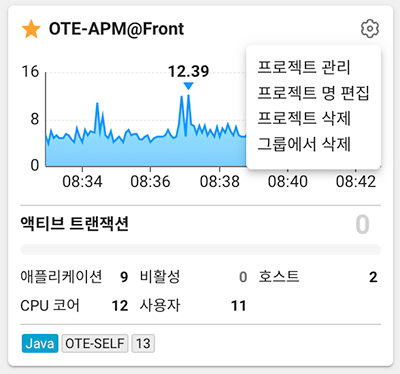 OTE-APM@Front
16
12.39
8
0
08:34 08:36 08:38 08:40 08:42
프로젝트 관리
프로젝트 명 편집
프로젝트 삭제
그룹에서 삭제
액티브 트랜잭션 0
애플리케이션 9 비활성 0 호스트 2
CPU 코어 12 사용자 11
Java OTE-SELF 13